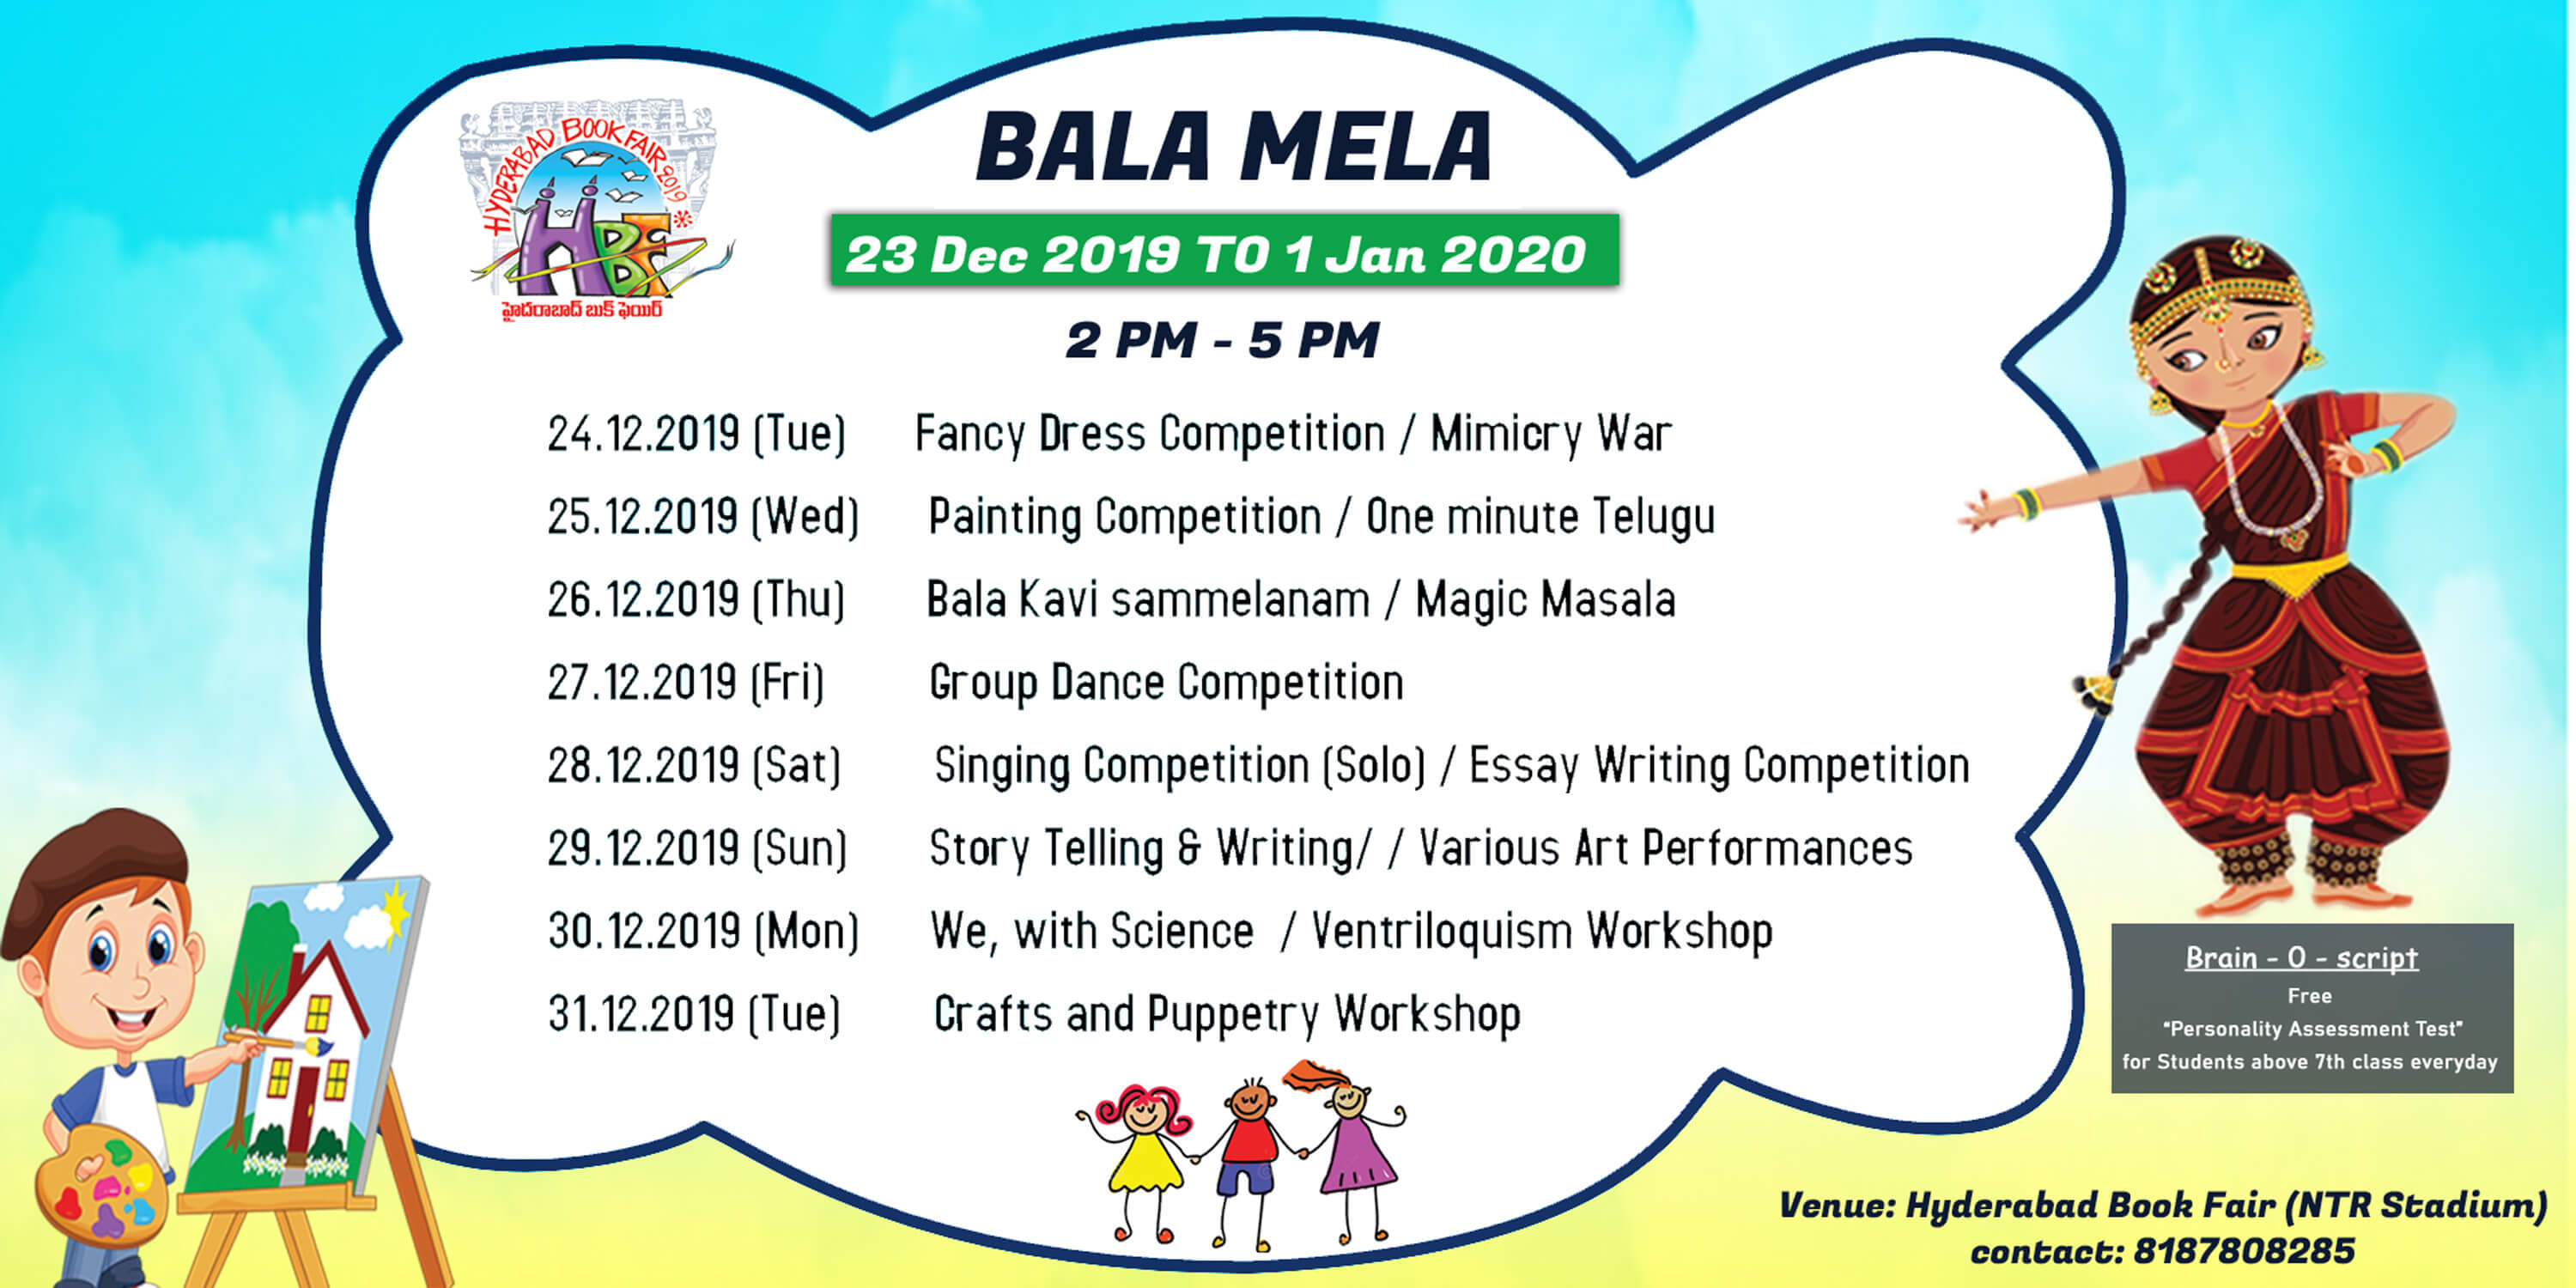 HYDERABAD BOOK FAIR 2019
HBF
హైదరాబాద్ బుక్ ఫెయిర్
BALA MELA
23 Dec 2019 TO 1 Jan 2020
2 PM - 5 PM
24.12.2019 (Tue) Fancy Dress Competition / Mimicry War
25.12.2019 (Wed) Painting Competition / One minute Telugu
26.12.2019 (Thu) Bala Kavi sammelanam / Magic Masala
27.12.2019 (Fri) Group Dance Competition
28.12.2019 (Sat) Singing Competition (Solo) / Essay Writing Competition
29.12.2019 (Sun) Story Telling & Writing/ / Various Art Performances
30.12.2019 (Mon) We, with Science / Ventriloquism Workshop
31.12.2019 (Tue) Crafts and Puppetry Workshop
Brain - O - script
Free
“Personality Assessment Test”
for Students above 7th class everyday
Venue: Hyderabad Book Fair (NTR Stadium)
contact: 8187808285